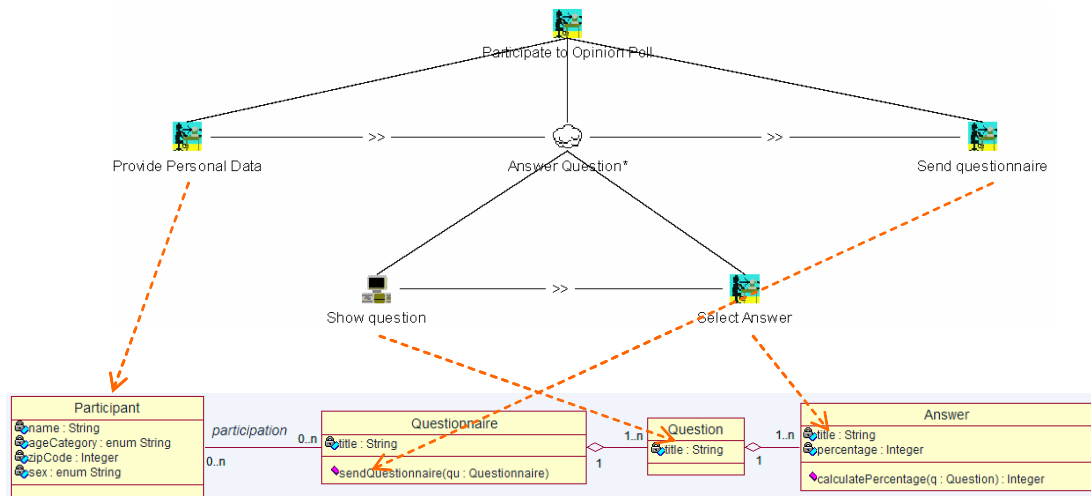 Participate to Opinion Poll
>>
>>
Provide Personal Data
Answer Question*
Send questionnaire
>>
Show question
Select Answer
Participant
name : String
ageCategory : enum String
zipCode : Integer
sex : enum String
participation
0..n
0..n
Questionnaire
title : String
sendQuestionnaire(qu : Questionnaire)
1..n
1
Question
title : String
1..n
1
Answer
title : String
percentage : Integer
calculatePercentage(q : Question) : Integer